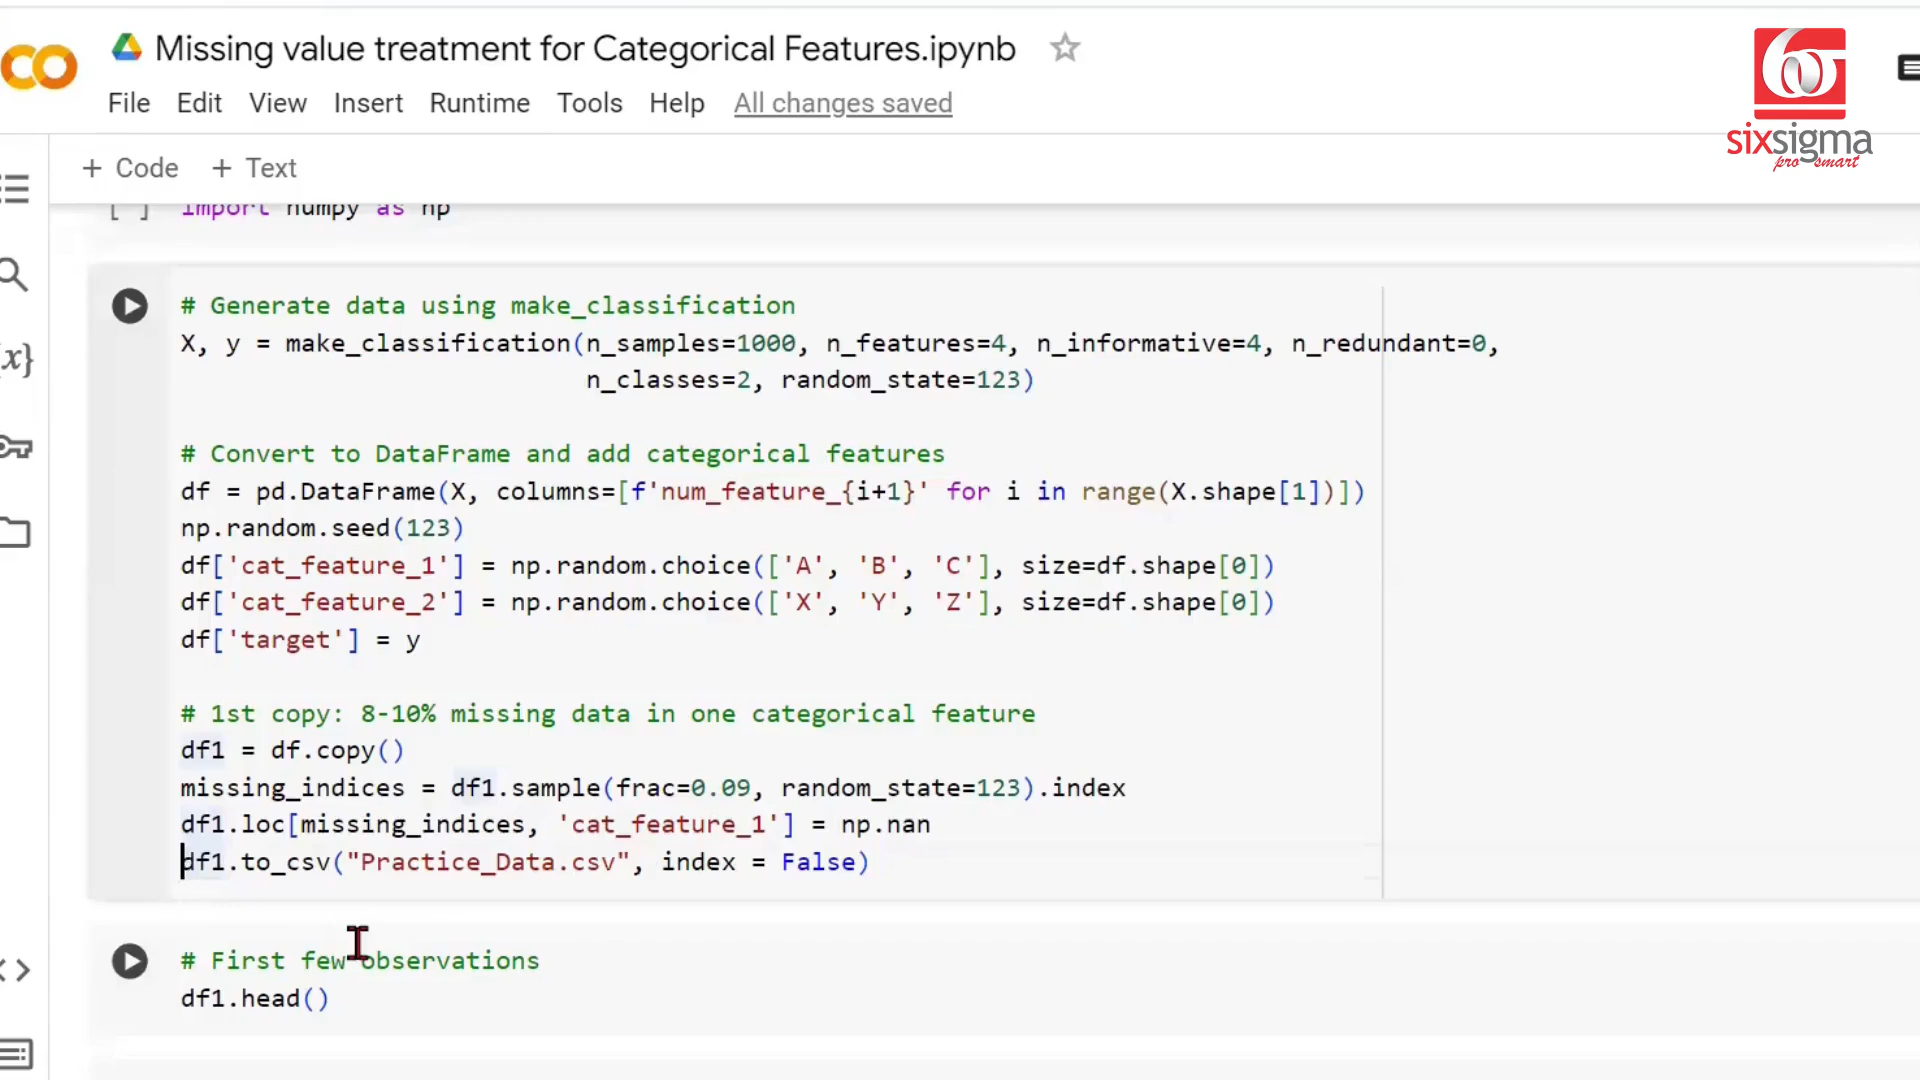 Missing value treatment for Categorical Features.ipynb
File Edit View Insert Runtime Tools Help All changes saved
sixsigma
pro smart
+ Code + Text
[ ] import numpy as np
{x}
# Generate data using make_classification
X, y = make_classification(n_samples=1000, n_features=4, n_informative=4, n_redundant=0,
n_classes=2, random_state=123)
# Convert to DataFrame and add categorical features
df = pd.DataFrame(X, columns=[f'num_feature_{i+1}' for i in range(X.shape[1])])
np.random.seed(123)
df['cat_feature_1'] = np.random.choice(['A', 'B', 'C'], size=df.shape[0])
df['cat_feature_2'] = np.random.choice(['X', 'Y', 'Z'], size=df.shape[0])
df['target'] = y
# 1st copy: 8-10% missing data in one categorical feature
df1 = df.copy()
missing_indices = df1.sample(frac=0.09, random_state=123).index
df1.loc[missing_indices, 'cat_feature_1'] = np.nan
df1.to_csv("Practice_Data.csv", index = False)
# First few observations
df1.head()